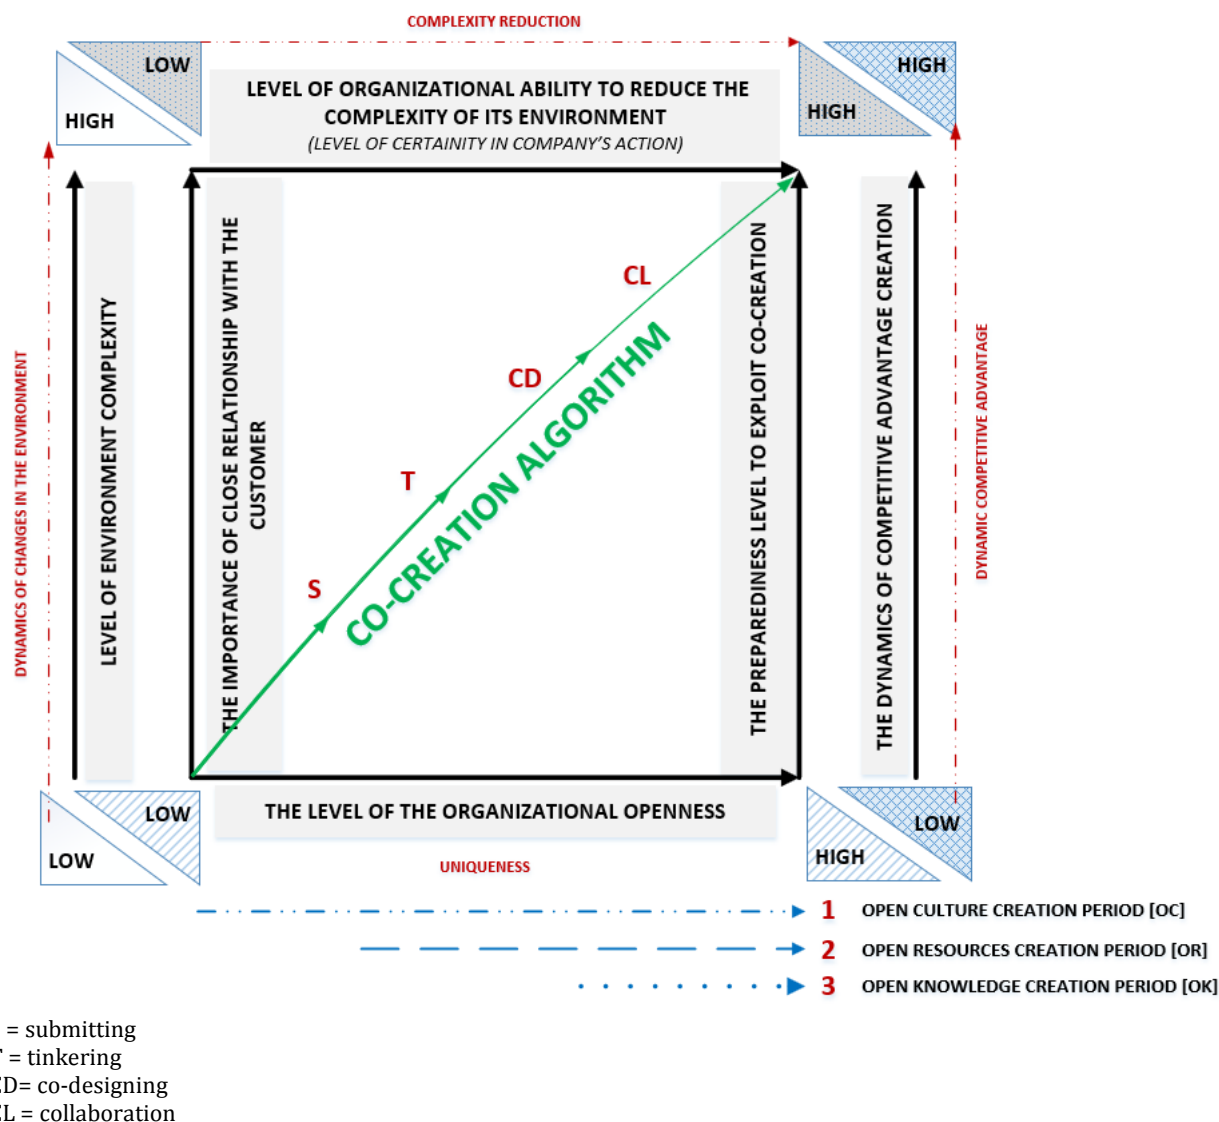 COMPLEXITY REDUCTION
LOW
HIGH
HIGH
HIGH
LEVEL OF ORGANIZATIONAL ABILITY TO REDUCE THE
COMPLEXITY OF ITS ENVIRONMENT
(LEVEL OF CERTAINITY IN COMPANY'S ACTION)
DYNAMICS OF CHANGES IN THE ENVIRONMENT
LEVEL OF ENVIRONMENT COMPLEXITY
THE IMPORTANCE OF CLOSE RELATIONSHIP WITH THE
CUSTOMER
S
T
CD
CL
CO-CREATION ALGORITHM
THE PREPAREDINESS LEVEL TO EXPLOIT CO-CREATION
THE DYNAMICS OF COMPETITIVE ADVANTAGE CREATION
DYNAMIC COMPETITIVE ADVANTAGE
LOW
LOW
THE LEVEL OF THE ORGANIZATIONAL OPENNESS
HIGH
LOW
UNIQUENESS
1 OPEN CULTURE CREATION PERIOD [OC]
2 OPEN RESOURCES CREATION PERIOD [OR]
3 OPEN KNOWLEDGE CREATION PERIOD [OK]
= submitting
T = tinkering
CD= co-designing
CL = collaboration